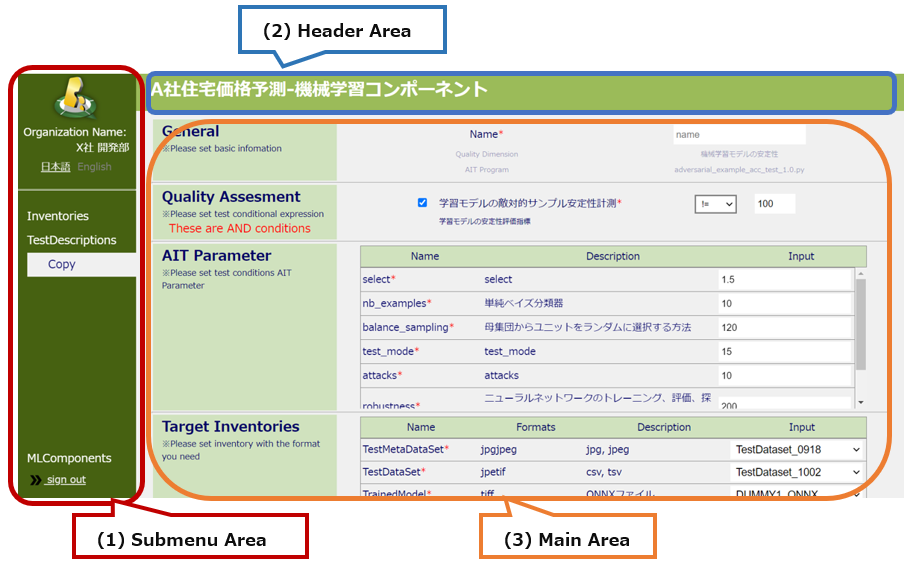 (2) Header Area
A社住宅価格予測-機械学習コンポーネント
Organization Name:
X社 開発部
日本語 English
Inventories
TestDescriptions
Copy
MLComponents
sign out
(1) Submenu Area
General
※Please set basic infomation
Name* name
Quality Dimension 機械学習モデルの安定性
AIT Program adversarial_example_acc_test_1.0.py
Quality Assesment
※Please set test conditional expression
These are AND conditions
学習モデルの敵対的サンプル安定性計測* != 100
学習モデルの安定性評価指標
AIT Parameter
※Please set test conditions AIT
Parameter
Name Description Input
select* select 1.5
nb_examples* 単純ベイズ分類器 10
balance_sampling* 母集団からユニットをランダムに選択する方法 120
test_mode* test_mode 15
attacks* attacks 10
robustness* ニューラルネットワークのトレーニング、評価、探 200
Target Inventories
※Please set inventory with the format
you need
Name Formats Description Input
TestMetaDataSet* jpgjpeg jpg, jpeg TestDataset_0918
TestDataSet* jpetif csv, tsv TestDataset_1002
TrainedModel* tiff ONNXファイル DUMMY1_ONNX
(3) Main Area